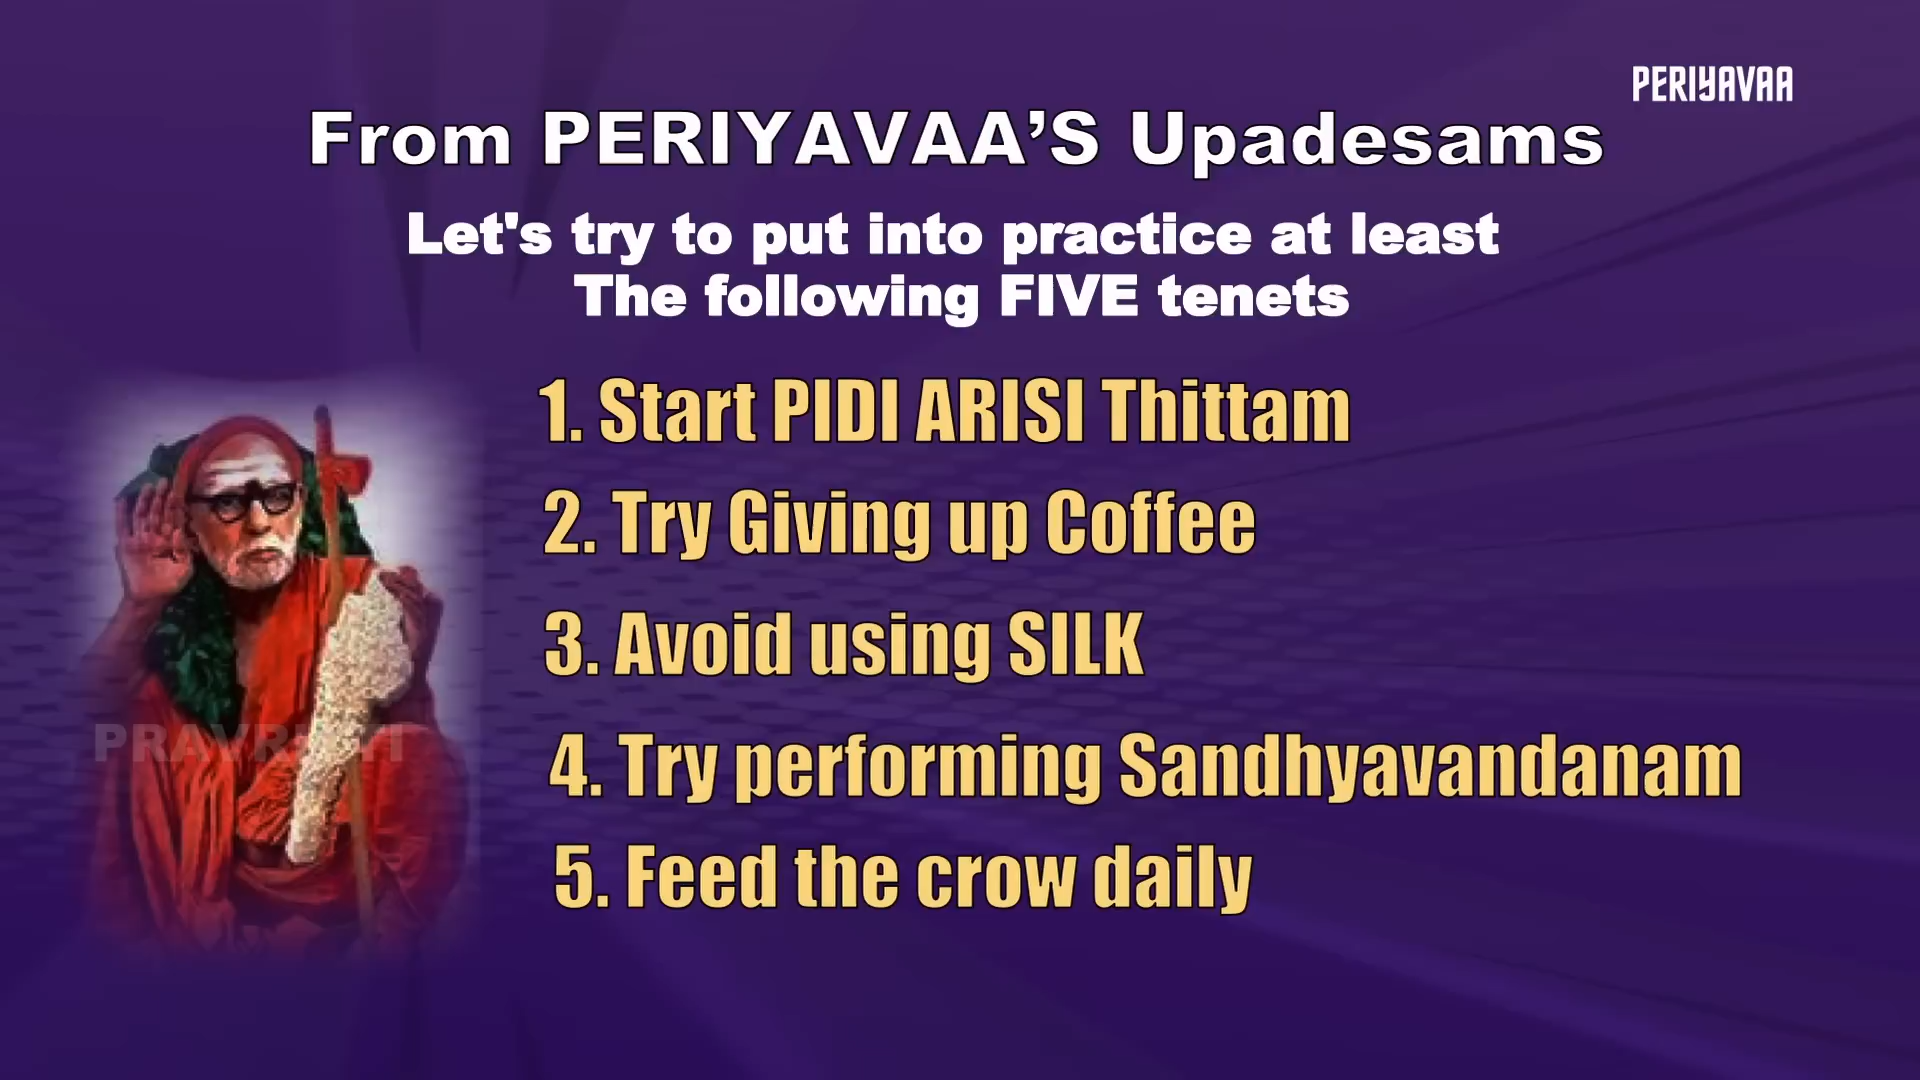 PERIYAVAA
From PERIYAVAA’S Upadesams
Let's try to put into practice at least
The following FIVE tenets
1. Start PIDI ARISI Thittam
2. Try Giving up Coffee
3. Avoid using SILK
4. Try performing Sandhyavandanam
5. Feed the crow daily